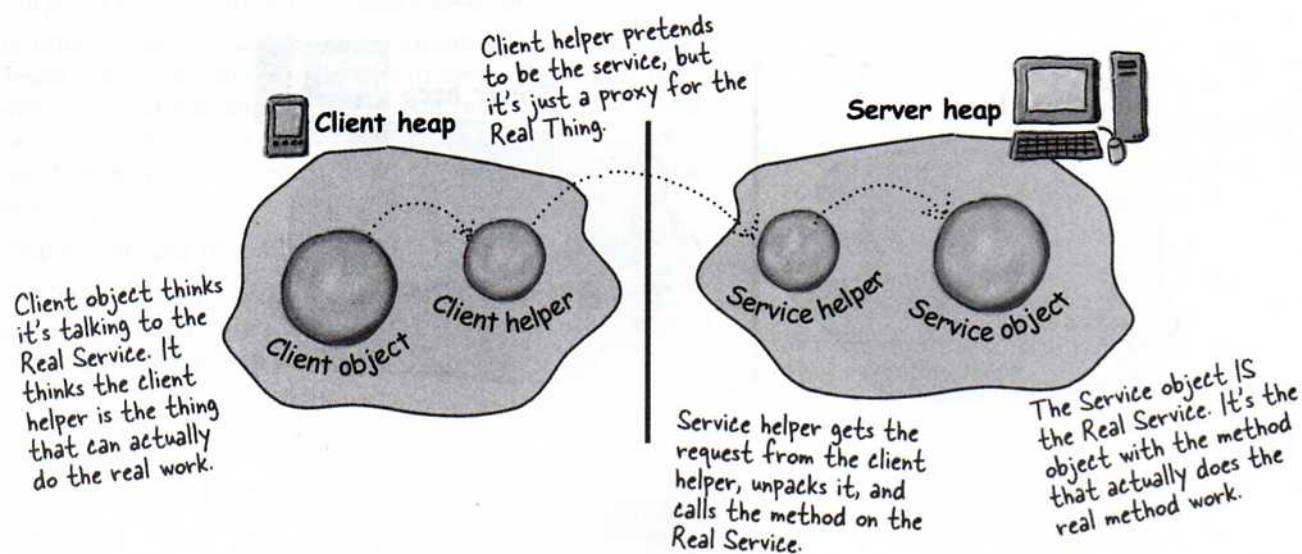 Client helper pretends
to be the service, but
it's just a proxy for the
Real Thing.
Client heap
Server heap
Client object
Client helper
Service helper
Service object
Client object thinks
it's talking to the
Real Service. It
thinks the client
helper is the thing
that can actually
do the real work.
Service helper gets the
request from the client
helper, unpacks it, and
calls the method on the
Real Service.
The Service object IS
the Real Service. It's the
object with the method
that actually does the
real method work.